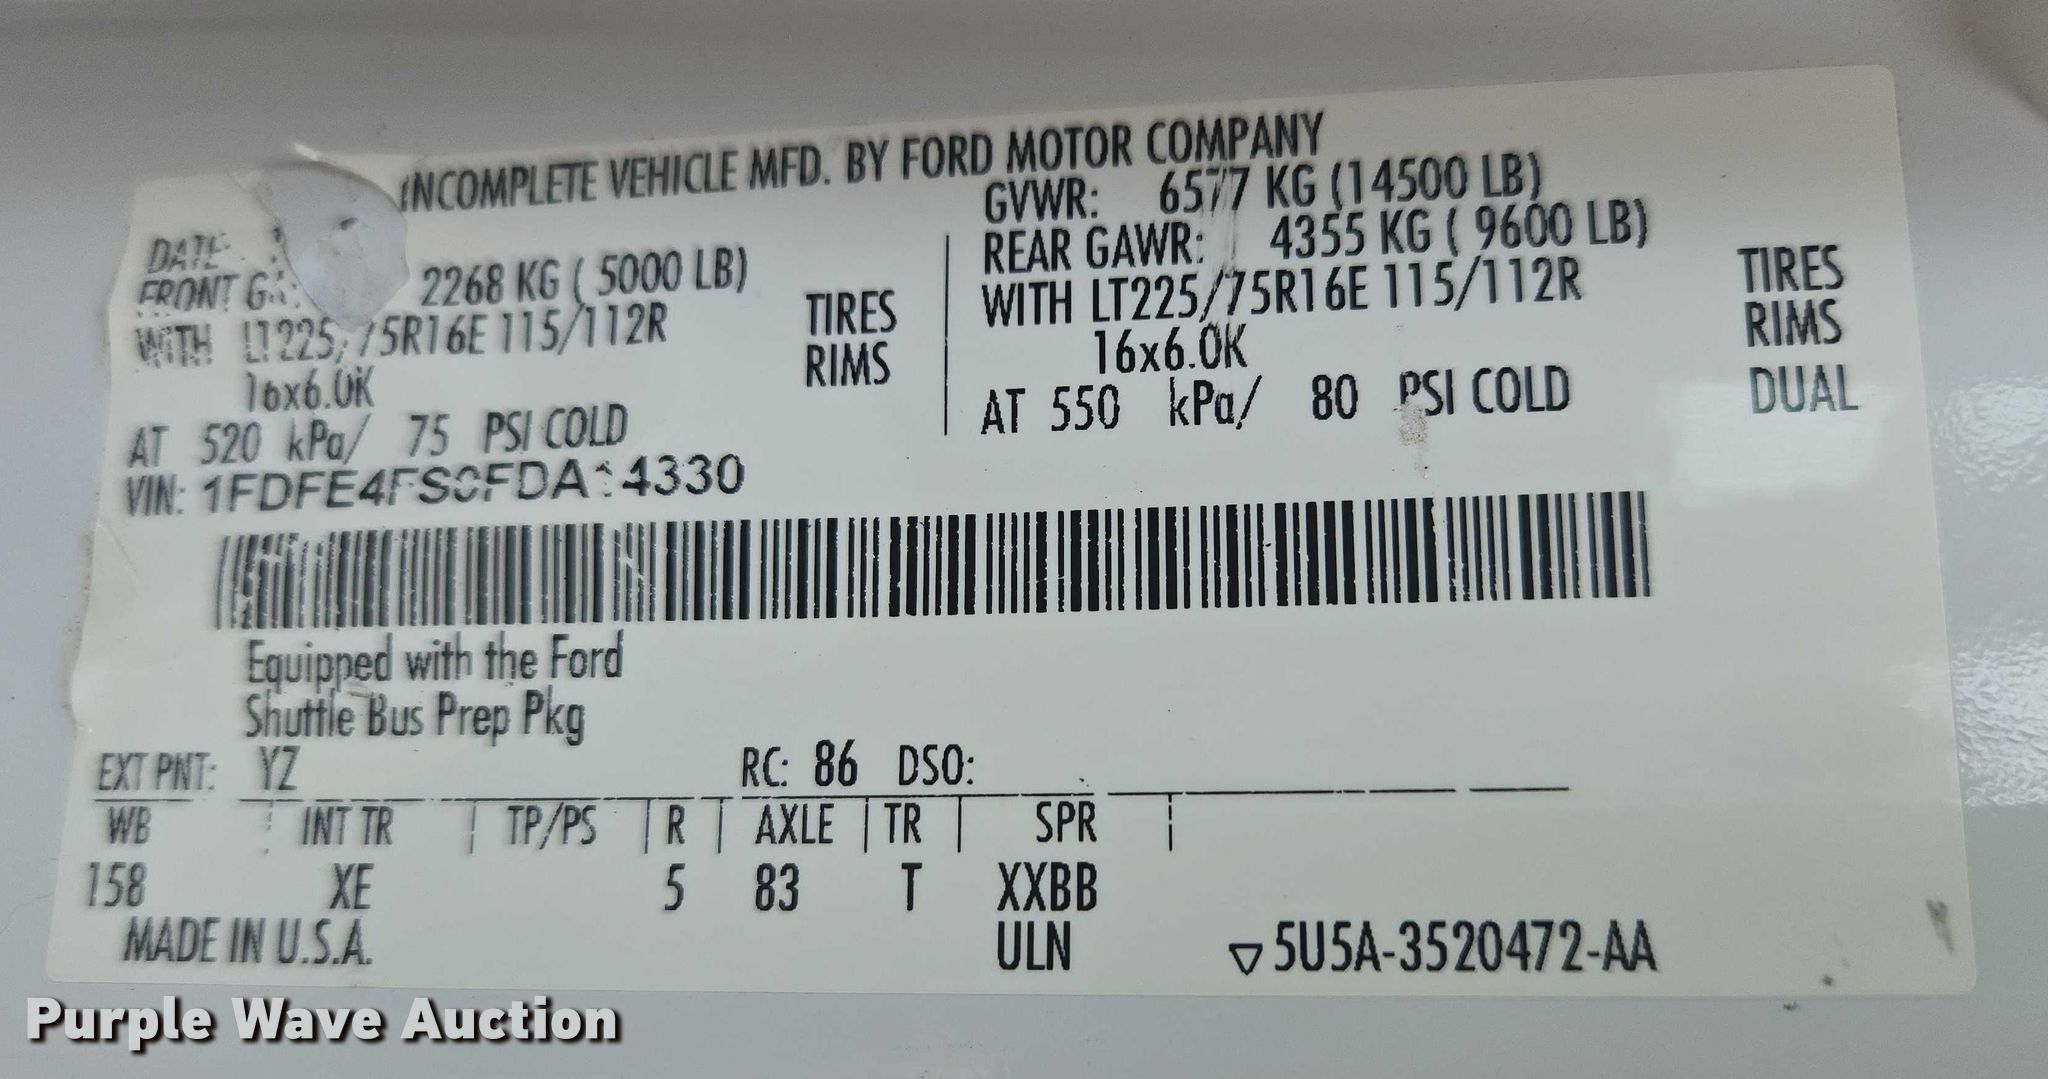 INCOMPLETE VEHICLE MFD. BY FORD MOTOR COMPANY
DATE: GVWR: 6577 KG (14500 LB)
FRONT 2268 KG ( 5000 LB) REAR GAWR: 4355 KG ( 9600 LB)
WITH LT225/75R16E 115/112R TIRES WITH LT225/75R16E 115/112R TIRES
16x6.0K RIMS 16x6.0K RIMS
AT 520 kPa/ 75 PSI COLD AT 550 kPa/ 80 PSI COLD DUAL
VIN: 1FDFE4FS0FDA14330
Equipped with the Ford
Shuttle Bus Prep Pkg
EXT PNT: YZ RC: 86 DSO:
WB INT TR TP/PS R AXLE TR SPR
158 XE 5 83 T XXBB
MADE IN U.S.A. ULN ▽5U5A-3520472-AA
Purple Wave Auction